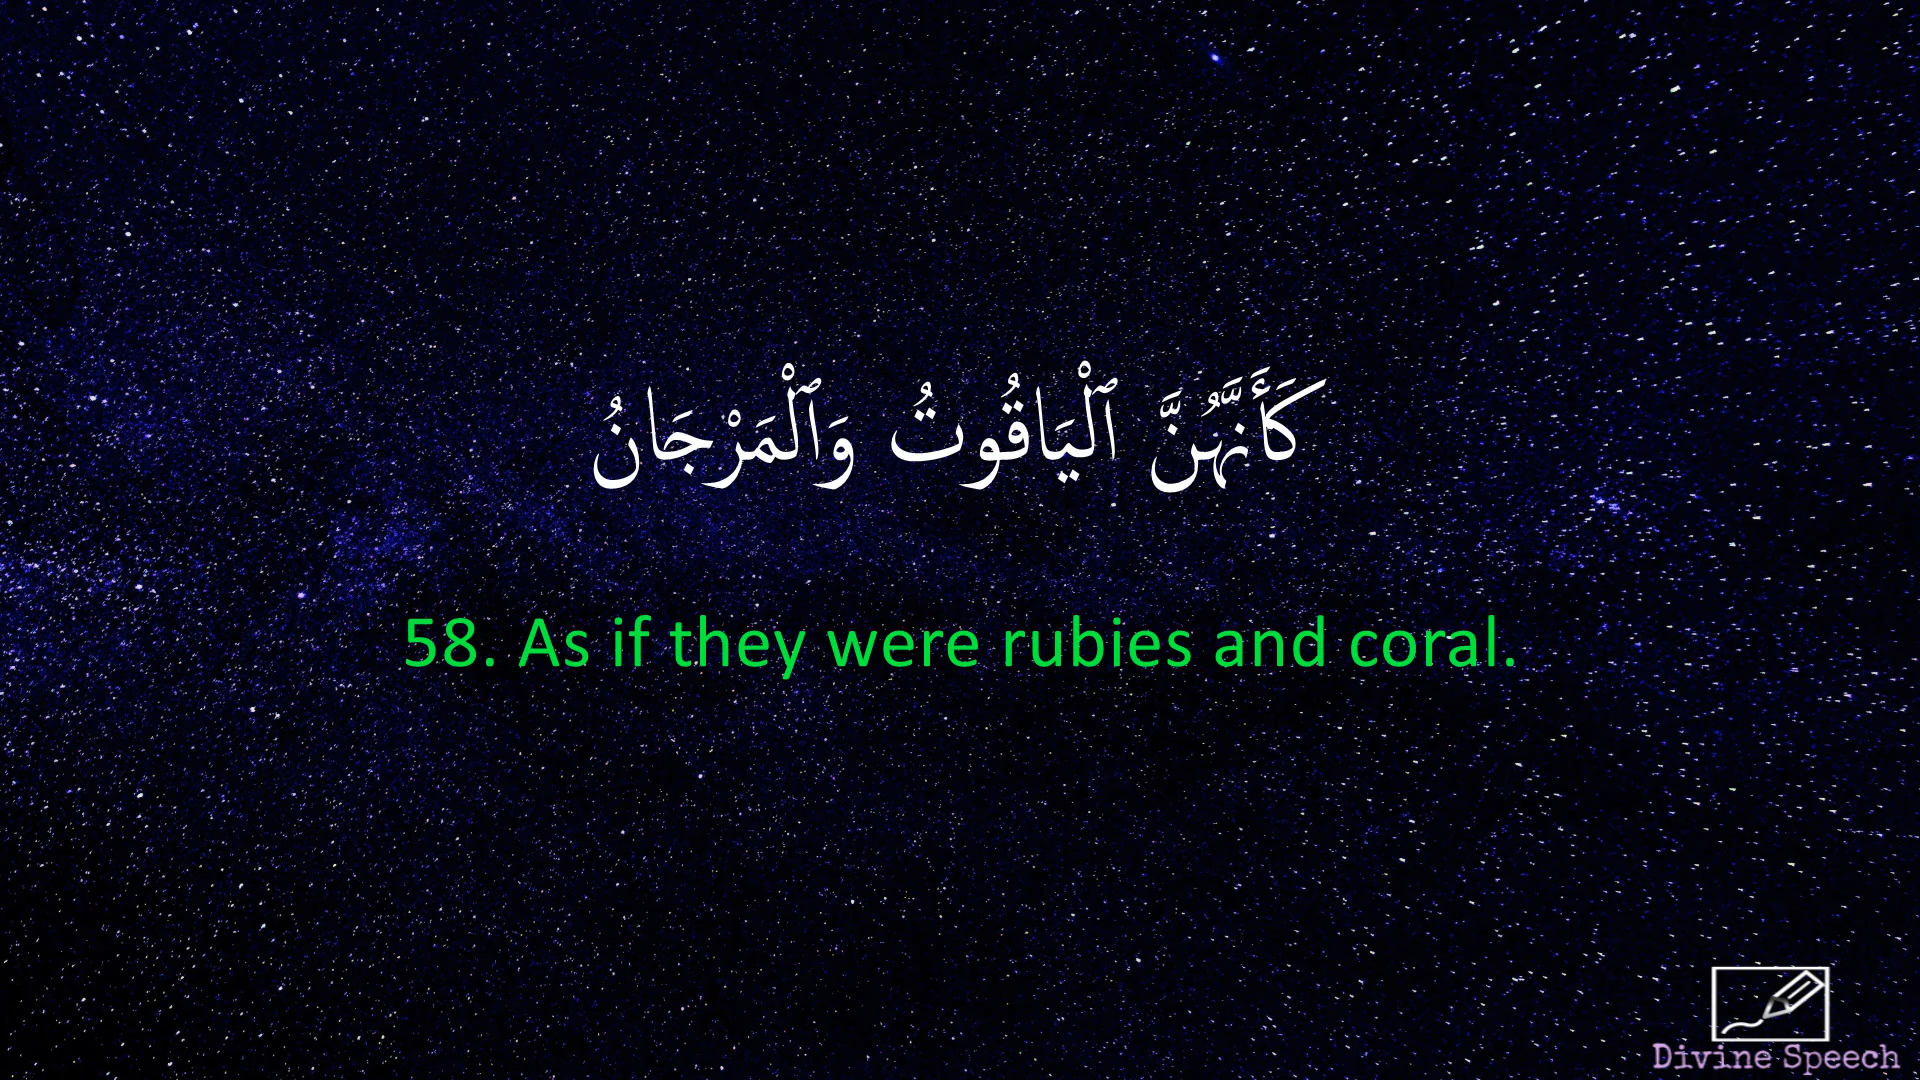 كَأَنَّهُنَّ ٱلْيَاقُوتُ وَٱلْمَرْجَانُ
58. As if they were rubies and coral.
Divine Speech